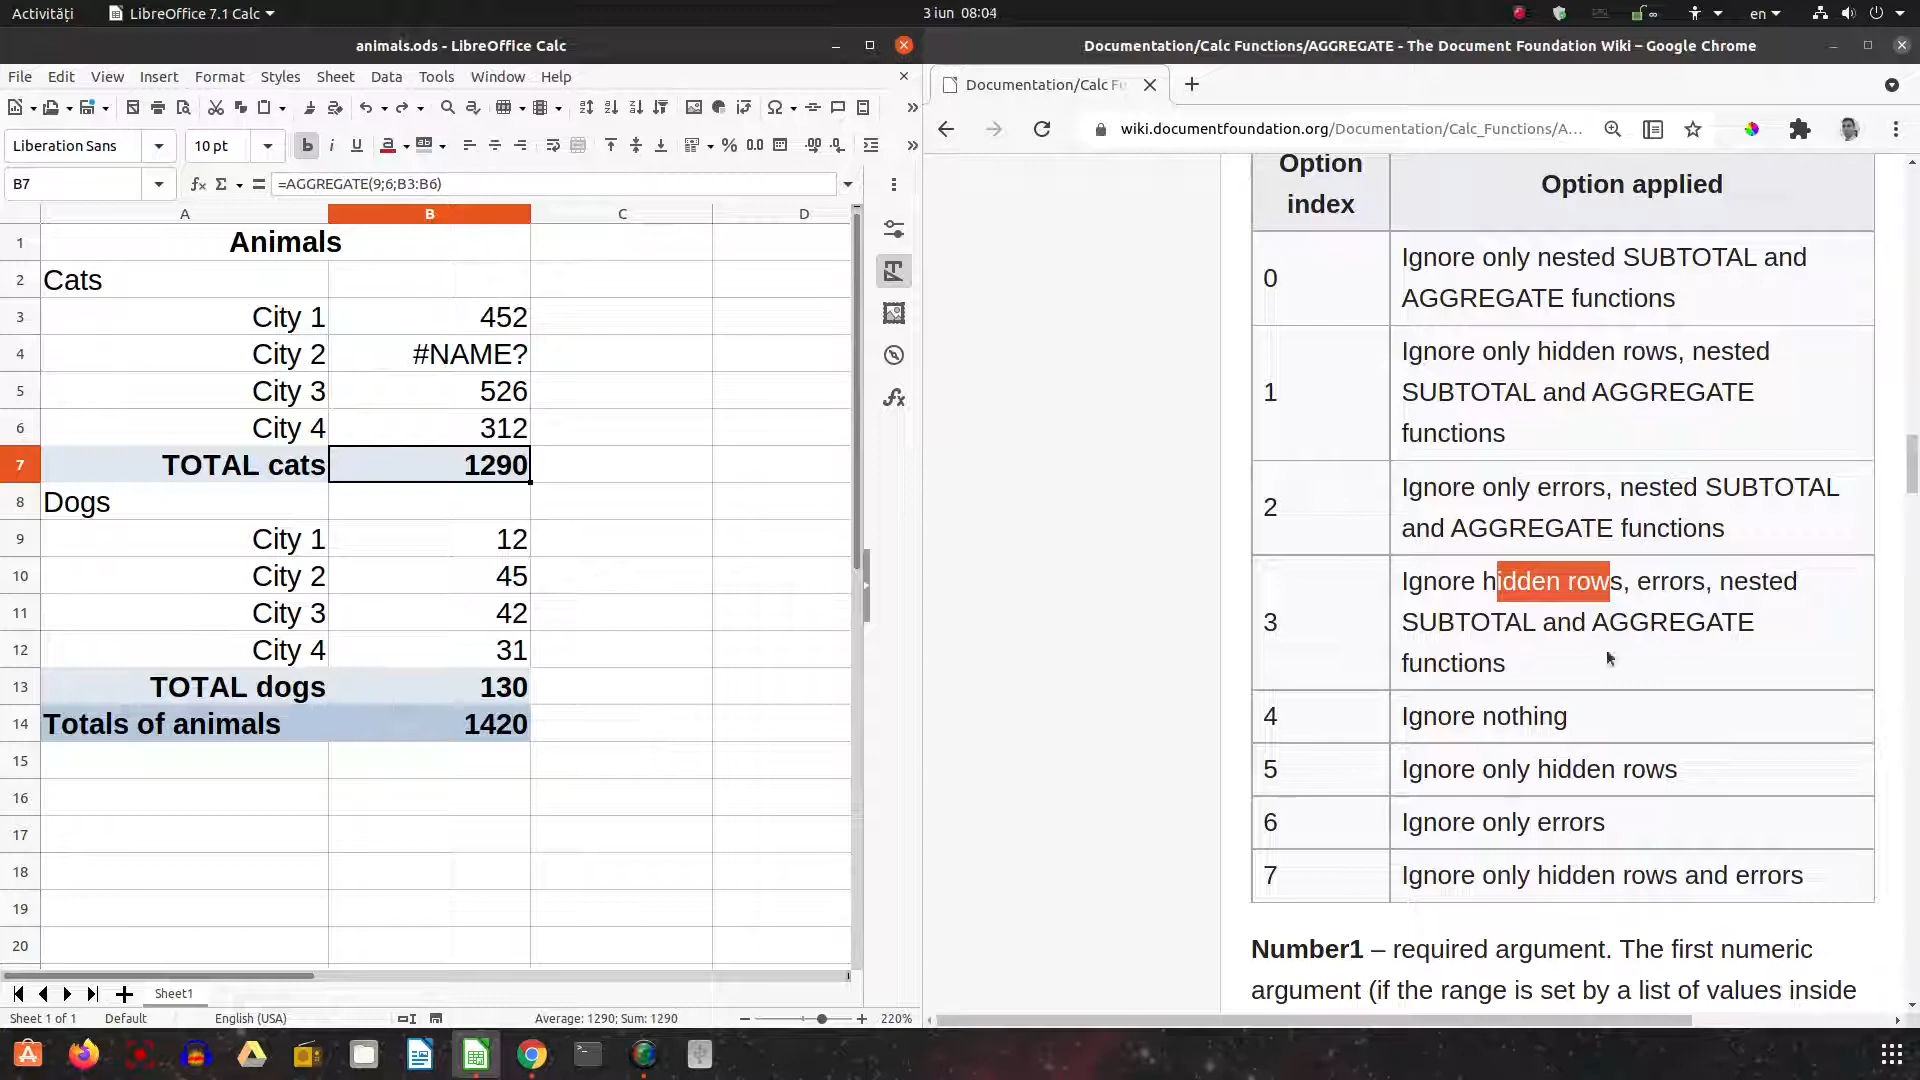 Activități
LibreOffice 7.1 Calc
3 iun 08:04
en
animals.ods - LibreOffice Calc
File Edit View Insert Format Styles Sheet Data Tools Window Help
Liberation Sans
10 pt
B7
=AGGREGATE(9;6;B3:B6)
A B C D
1 Animals
2 Cats
3 City 1 452
4 City 2 #NAME?
5 City 3 526
6 City 4 312
7 TOTAL cats 1290
8 Dogs
9 City 1 12
10 City 2 45
11 City 3 42
12 City 4 31
13 TOTAL dogs 130
14 Totals of animals 1420
15
16
17
18
19
20
Sheet1
Sheet 1 of 1 Default English (USA) Average: 1290; Sum: 1290 220%
Documentation/Calc Functions/AGGREGATE - The Document Foundation Wiki – Google Chrome
Documentation/Calc Fu
wiki.documentfoundation.org/Documentation/Calc_Functions/A...
Option
index
Option applied
0
Ignore only nested SUBTOTAL and
AGGREGATE functions
1
Ignore only hidden rows, nested
SUBTOTAL and AGGREGATE
functions
2
Ignore only errors, nested SUBTOTAL
and AGGREGATE functions
3
Ignore hidden rows, errors, nested
SUBTOTAL and AGGREGATE
functions
4 Ignore nothing
5 Ignore only hidden rows
6 Ignore only errors
7 Ignore only hidden rows and errors
Number1 – required argument. The first numeric
argument (if the range is set by a list of values inside